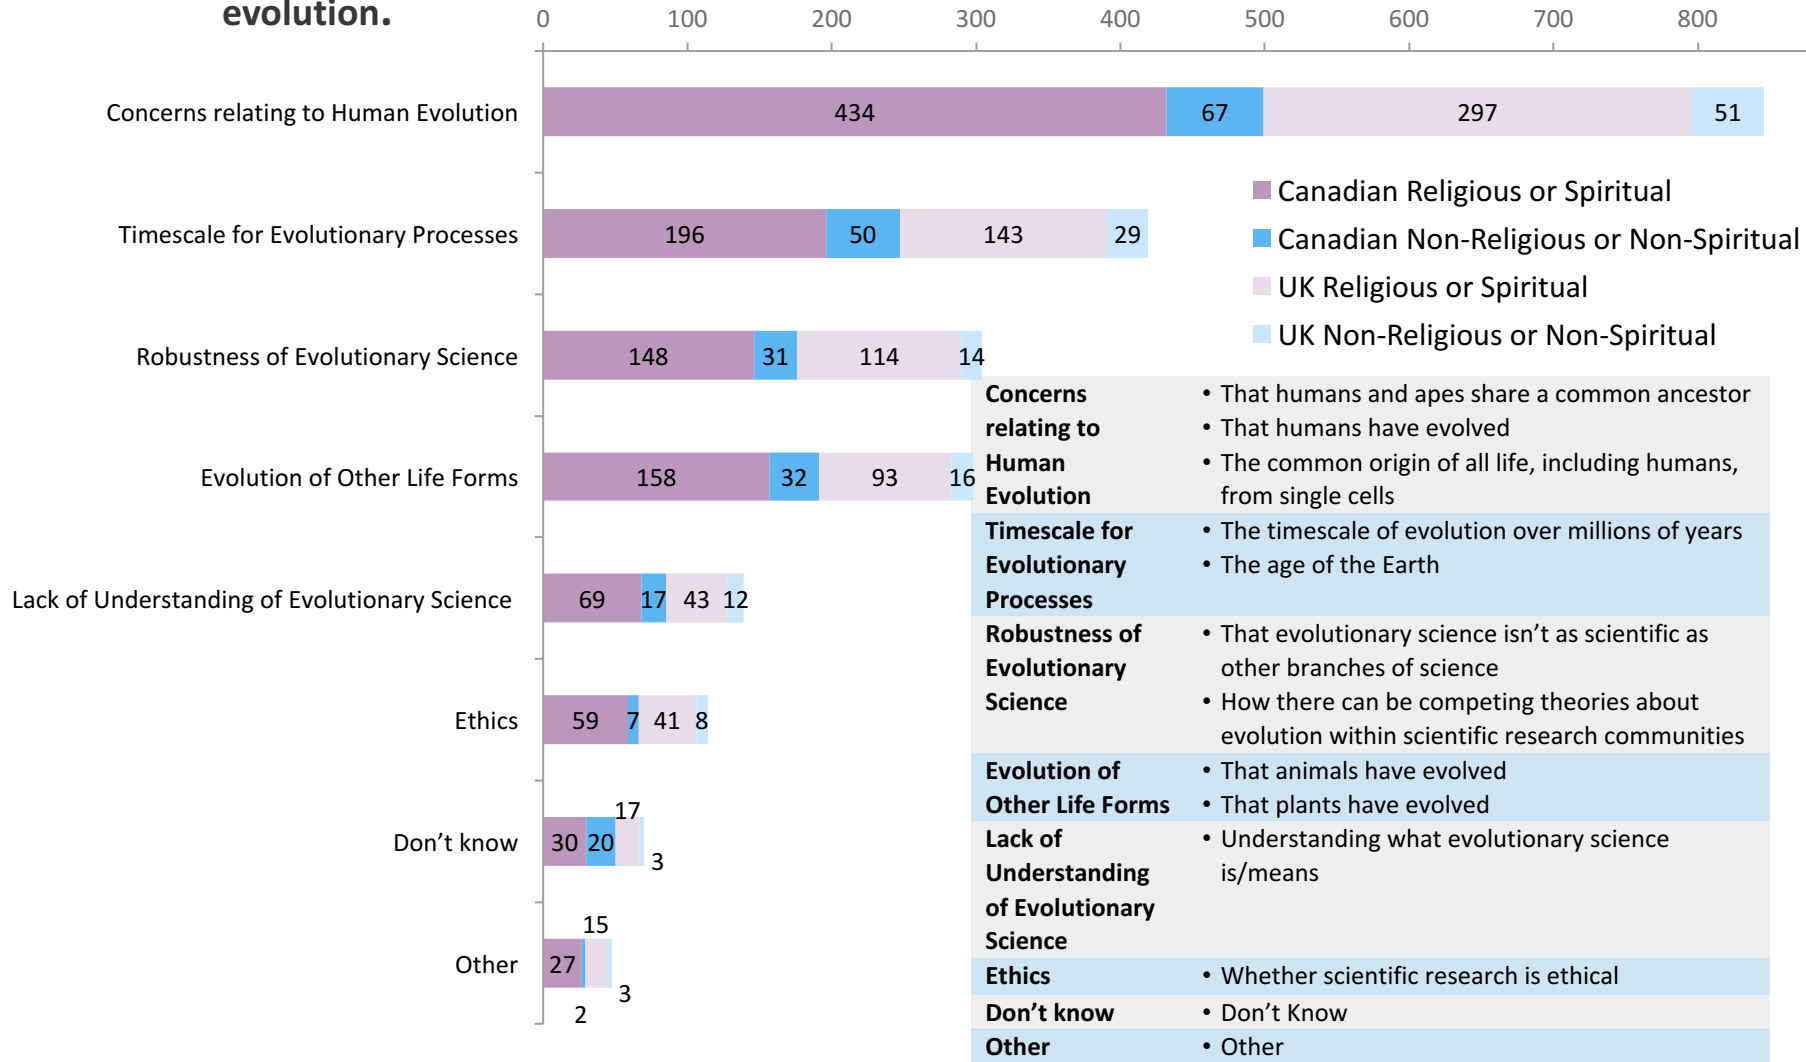 evolution.
0 100 200 300 400 500 600 700 800
Concerns relating to Human Evolution 434 67 297 51
Timescale for Evolutionary Processes 196 50 143 29
Robustness of Evolutionary Science 148 31 114 14
Evolution of Other Life Forms 158 32 93 16
Lack of Understanding of Evolutionary Science 69 17 43 12
Ethics 59 7 41 8
Don’t know 30 20 17 3
Other 27 2 15 3
Canadian Religious or Spiritual
Canadian Non-Religious or Non-Spiritual
UK Religious or Spiritual
UK Non-Religious or Non-Spiritual
Concerns
relating to
Human
Evolution
• That humans and apes share a common ancestor
• That humans have evolved
• The common origin of all life, including humans,
from single cells
Timescale for
Evolutionary
Processes
• The timescale of evolution over millions of years
• The age of the Earth
Robustness of
Evolutionary
Science
• That evolutionary science isn’t as scientific as
other branches of science
• How there can be competing theories about
evolution within scientific research communities
Evolution of
Other Life Forms
• That animals have evolved
• That plants have evolved
Lack of
Understanding
of Evolutionary
Science
• Understanding what evolutionary science
is/means
Ethics
• Whether scientific research is ethical
Don’t know
• Don’t Know
Other
• Other